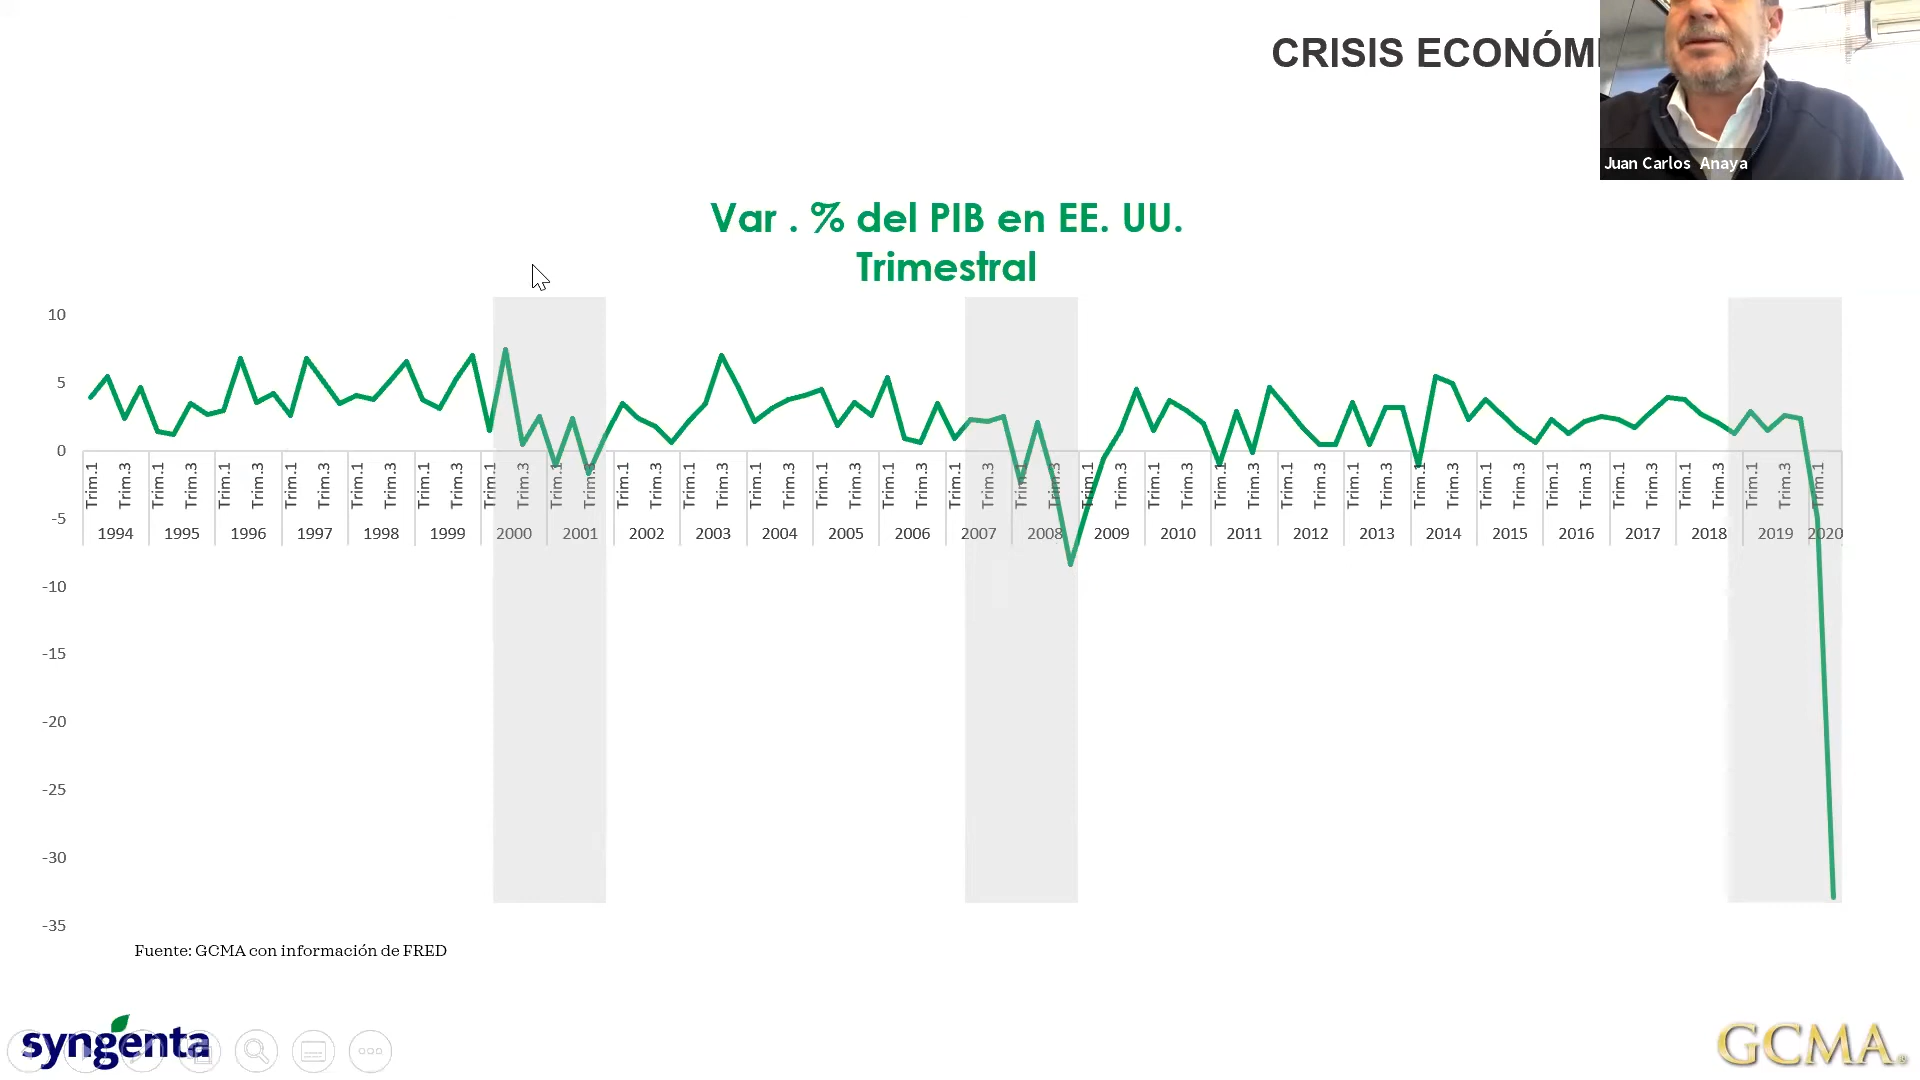 CRISIS ECONÓM
Juan Carlos Anaya
Var . % del PIB en EE. UU.
Trimestral
10
5
0
-5
-10
-15
-20
-25
-30
-35
Trim.1 Trim.3 Trim.1 Trim.3 Trim.1 Trim.3 Trim.1 Trim.3 Trim.1 Trim.3 Trim.1 Trim.3 Trim.1 Trim.3 Trim.1 Trim.3 Trim.1 Trim.3 Trim.1 Trim.3 Trim.1 Trim.3 Trim.1 Trim.3 Trim.1 Trim.3 Trim.1 Trim.3 Trim.1 Trim.3 Trim.1 Trim.3 Trim.1 Trim.3 Trim.1 Trim.3 Trim.1 Trim.3 Trim.1 Trim.3 Trim.1 Trim.3 Trim.1 Trim.3 Trim.1 Trim.3 Trim.1 Trim.3 Trim.1 Trim.3 Trim.1 Trim.3 Trim.1
1994 1995 1996 1997 1998 1999 2000 2001 2002 2003 2004 2005 2006 2007 2008 2009 2010 2011 2012 2013 2014 2015 2016 2017 2018 2019 2020
Fuente: GCMA con información de FRED
syngenta
GCMA